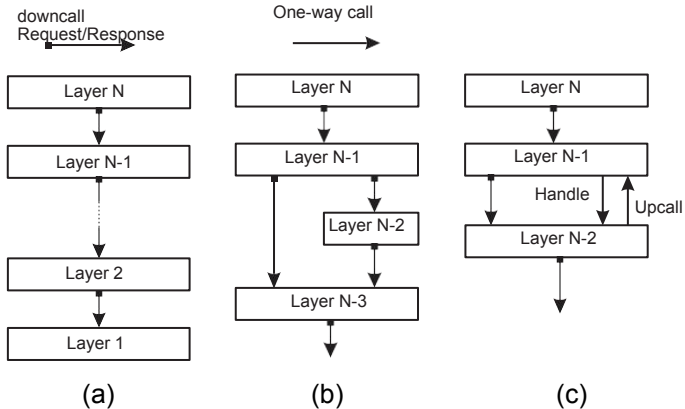 downcall
Request/Response
One-way call
Layer N
Layer N-1
Layer 2
Layer 1
(a)
Layer N
Layer N-1
Layer N-2
Layer N-3
(b)
Layer N
Layer N-1
Handle
Upcall
Layer N-2
(c)